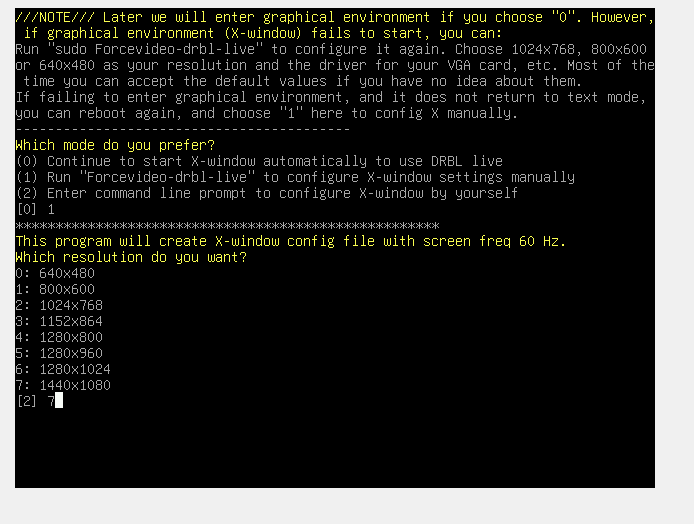 ///NOTE/// Later we will enter graphical environment if you choose "0". However,
if graphical environment (X-window) fails to start, you can:
Run "sudo Forcevideo-drbl-live" to configure it again. Choose 1024x768, 800x600
or 640x480 as your resolution and the driver for your VGA card, etc. Most of the
time you can accept the default values if you have no idea about them.
If failing to enter graphical environment, and it does not return to text mode,
you can reboot again, and choose "1" here to config X manually.
------------------------------------------
Which mode do you prefer?
(0) Continue to start X-window automatically to use DRBL live
(1) Run "Forcevideo-drbl-live" to configure X-window settings manually
(2) Enter command line prompt to configure X-window by yourself
[0] 1
*****************************************************
This program will create X-window config file with screen freq 60 Hz.
Which resolution do you want?
0: 640x480
1: 800x600
2: 1024x768
3: 1152x864
4: 1280x800
5: 1280x960
6: 1280x1024
7: 1440x1080
[2] 7